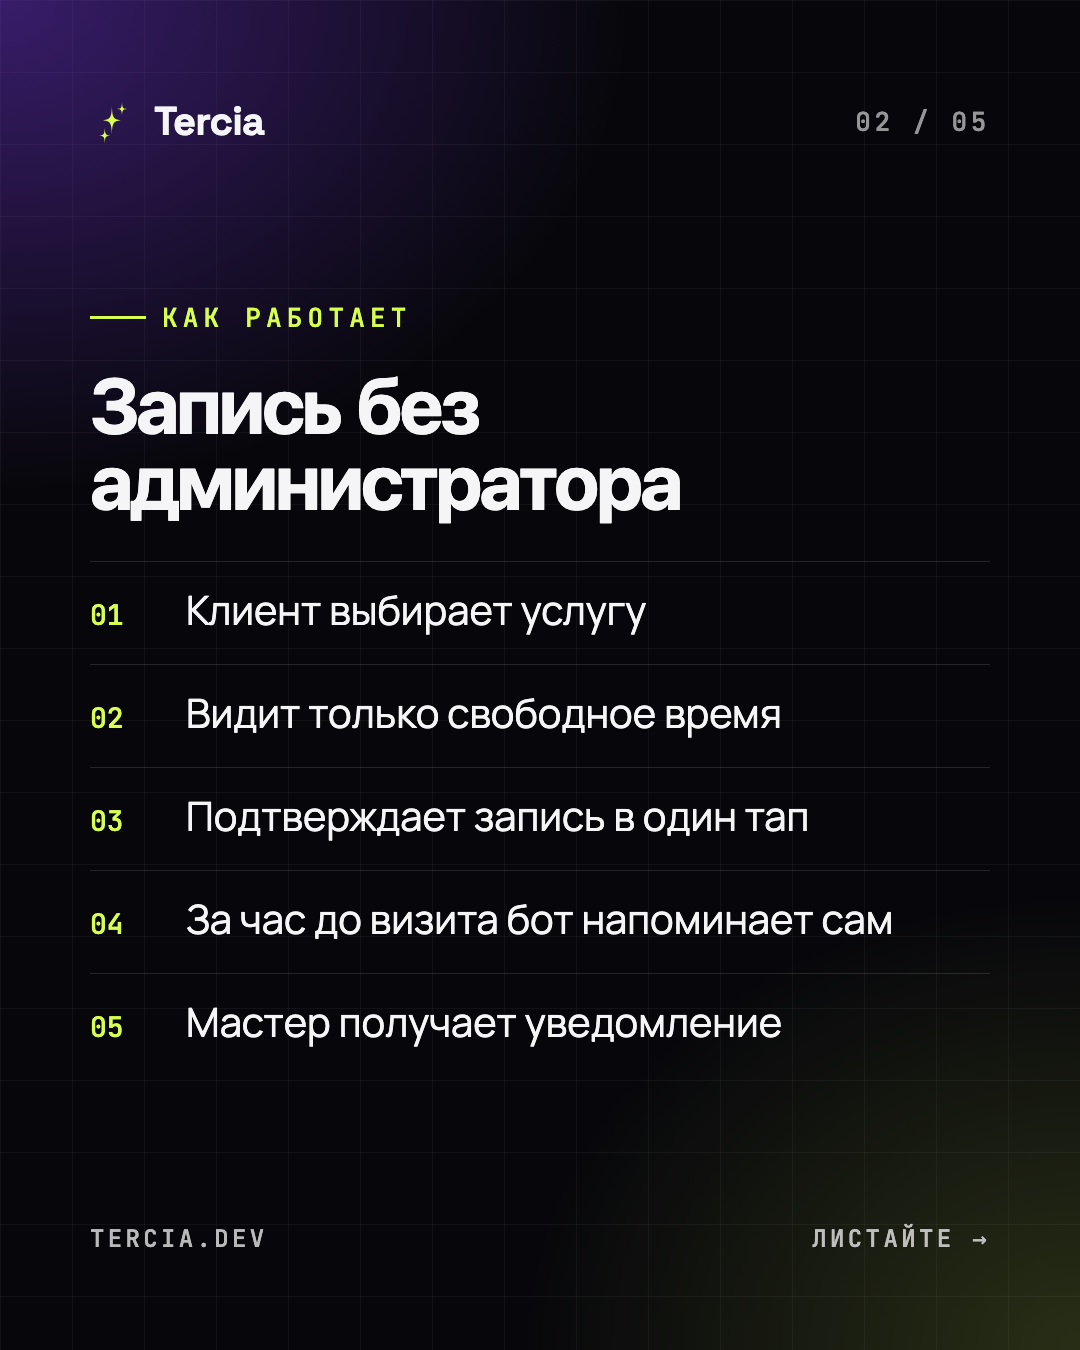 Tercia
02 / 05
КАК РАБОТАЕТ
Запись без
администратора
01 Клиент выбирает услугу
02 Видит только свободное время
03 Подтверждает запись в один тап
04 За час до визита бот напоминает сам
05 Мастер получает уведомление
TERCIA.DEV
ЛИСТАЙТЕ →